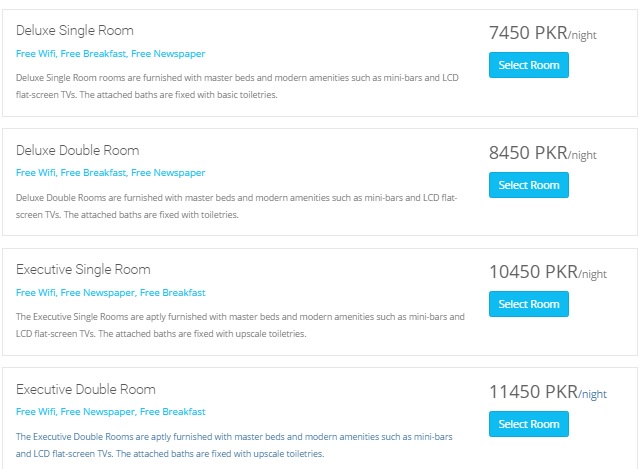 Deluxe Single Room
7450 PKR/night
Free Wifi, Free Breakfast, Free Newspaper
Select Room
Deluxe Single Room rooms are furnished with master beds and modern amenities such as mini-bars and LCD
flat-screen TVs. The attached baths are fixed with basic toiletries.
Deluxe Double Room
8450 PKR/night
Free Wifi, Free Breakfast, Free Newspaper
Select Room
Deluxe Double Rooms are furnished with master beds and modern amenities such as mini-bars and LCD flat-
screen TVs. The attached baths are fixed with toiletries.
Executive Single Room
10450 PKR/night
Free Wifi, Free Newspaper, Free Breakfast
Select Room
The Executive Single Rooms are aptly furnished with master beds and modern amenities such as mini-bars and
LCD flat-screen TVs. The attached baths are fixed with upscale toiletries.
Executive Double Room
11450 PKR/night
Free Wifi, Free Newspaper, Free Breakfast
Select Room
The Executive Double Rooms are aptly furnished with master beds and modern amenities such as mini-bars
and LCD flat-screen TVs. The attached baths are fixed with upscale toiletries.